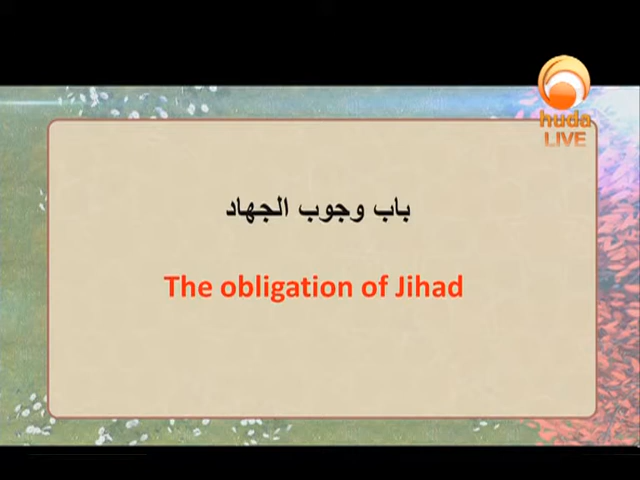 huda
LIVE
باب وجوب الجهاد
The obligation of Jihad